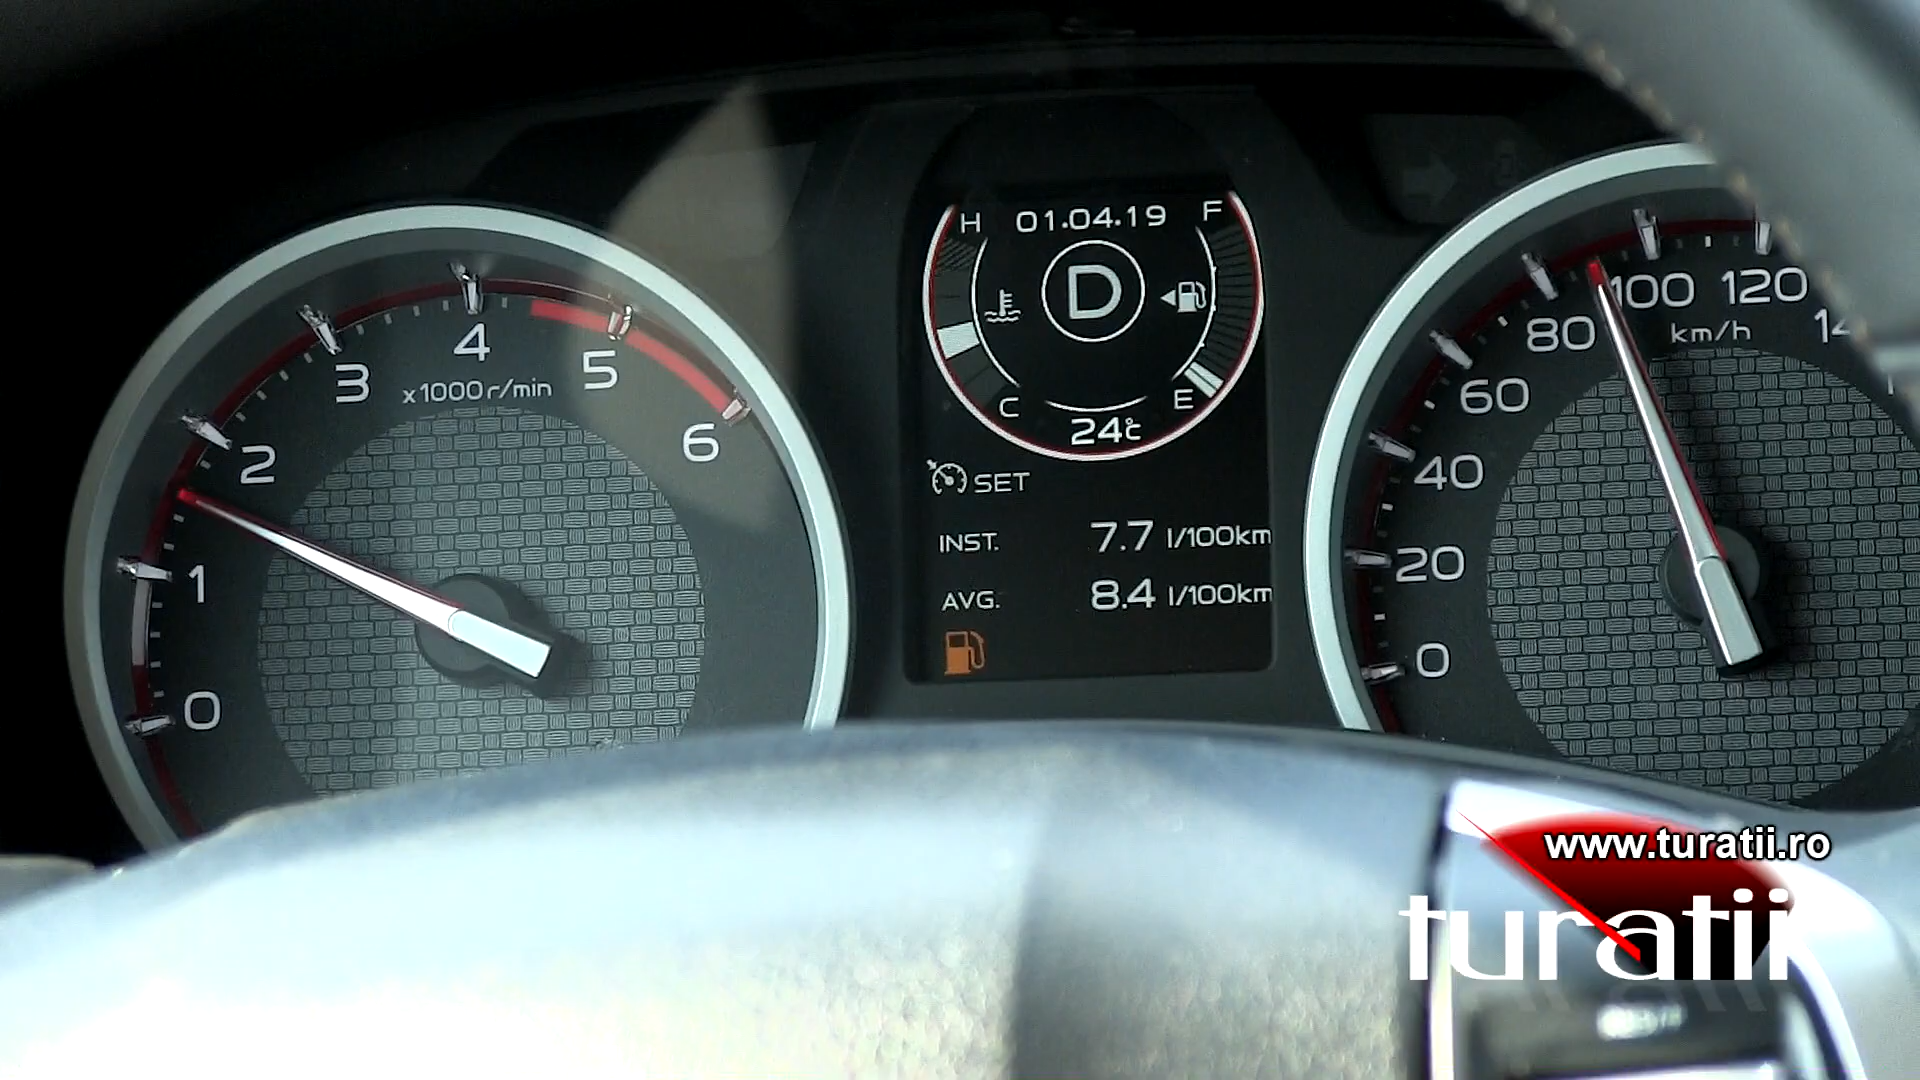 H 01.04.19 F
D
C E
24°C
SET
INST. 7.7 l/100km
AVG. 8.4 l/100km
0 1 2 3 4 5 6
x1000r/min
0 20 40 60 80 100 120
km/h
www.turatii.ro
turatii